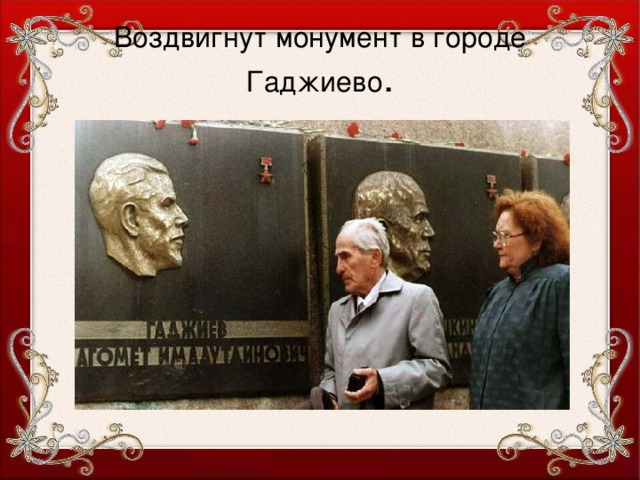 Воздвигнут монумент в городе
Гаджиево.
ГАДЖИЕВ
АГОМЕТ ИМАДУТДИНОВИЧ